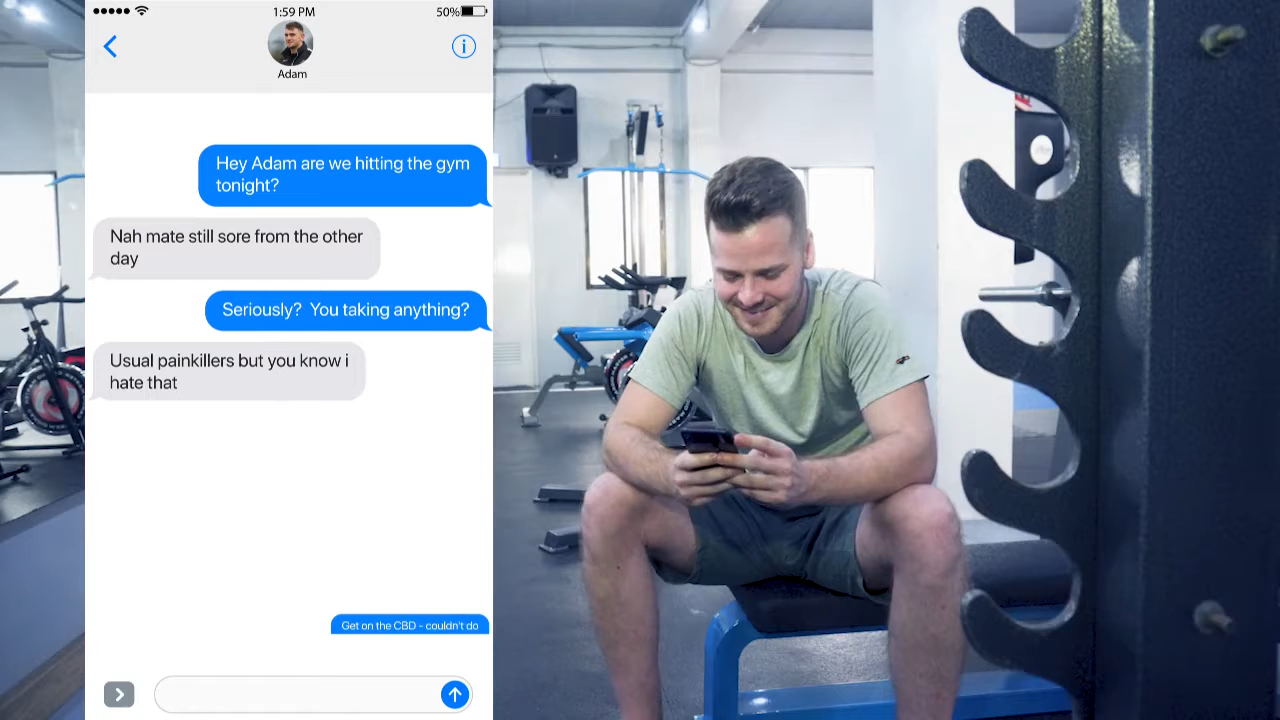 1:59 PM
50%
Adam
Hey Adam are we hitting the gym
tonight?
Nah mate still sore from the other
day
Seriously?  You taking anything?
Usual painkillers but you know i
hate that
Get on the CBD - couldn't do